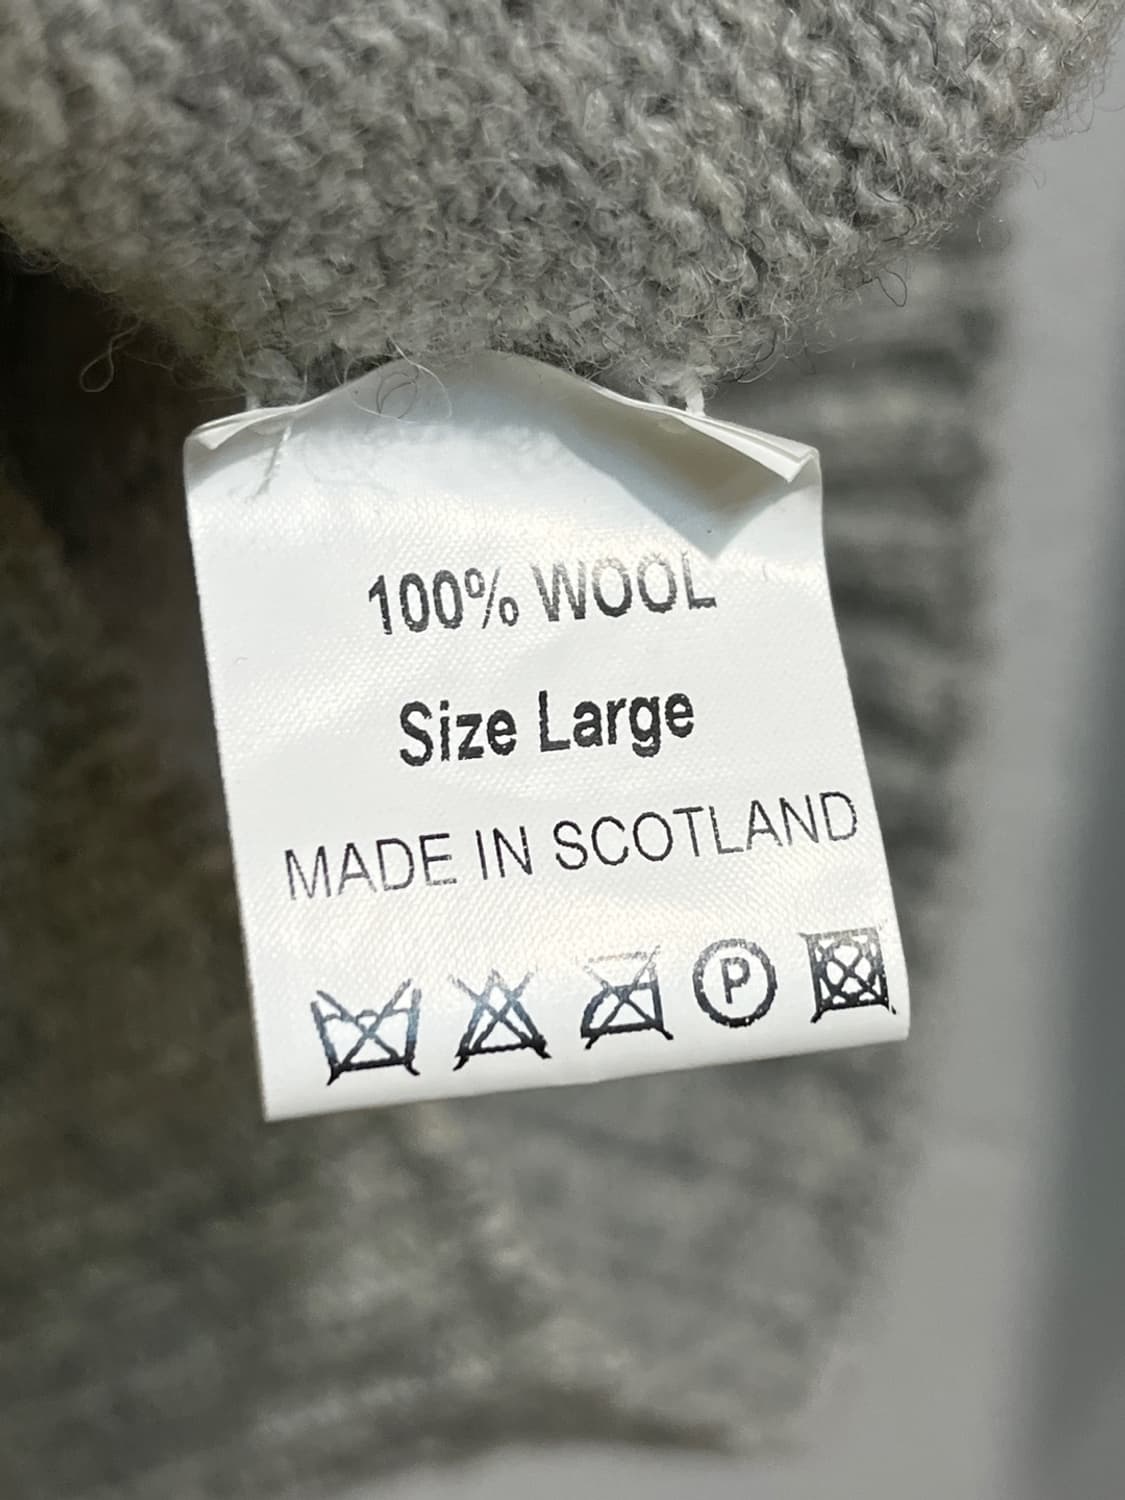 100% WOOL
Size Large
MADE IN SCOTLAND
P